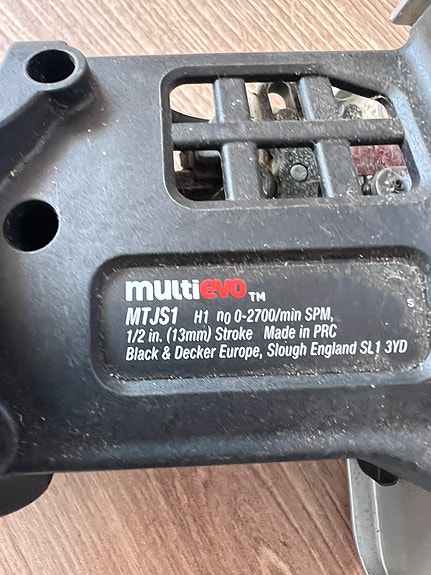 multievo™
MTJS1 H1 no 0-2700/min SPM,
1/2 in. (13mm) Stroke Made in PRC
Black & Decker Europe, Slough England SL1 3YD
S